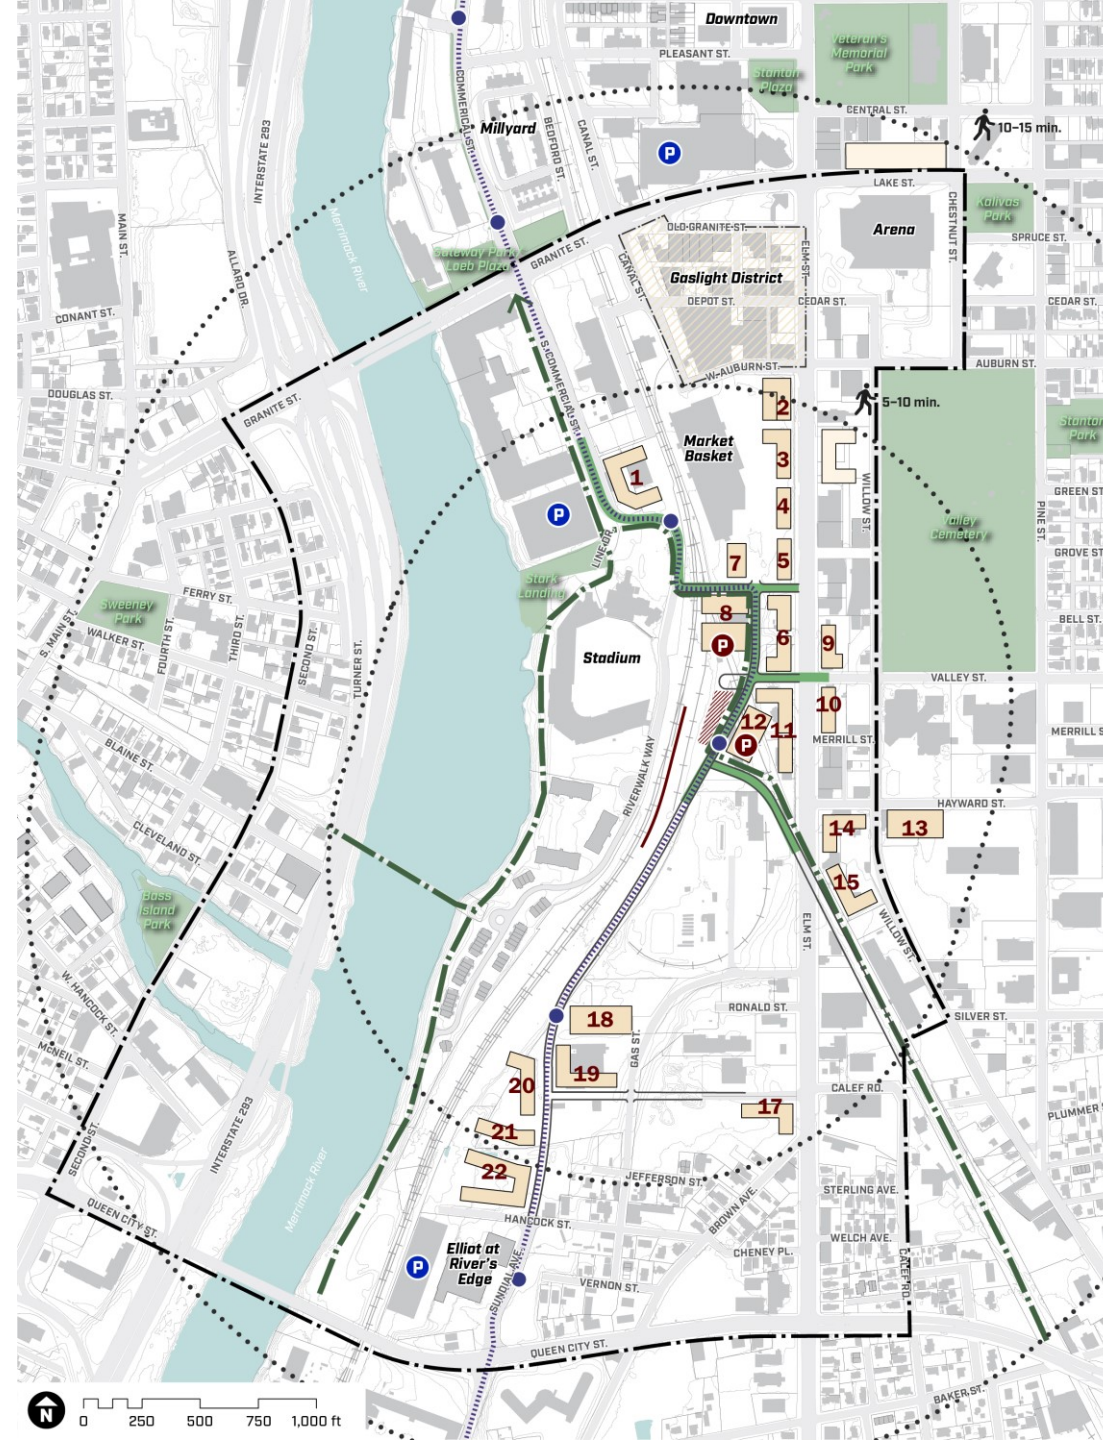 Downtown
PLEASANT ST.
Veteran's
Memorial
Park
Stanton
Plaza
CENTRAL ST.
10–15 min.
COMMERICAL ST.
Millyard
BEDFORD ST.
CANAL ST.
P
INTERSTATE 293
LAKE ST.
Kalivas
Park
CHESTNUT ST.
MAIN ST.
Merrimack River
OLD GRANITE ST.
Arena
SPRUCE ST.
ELM ST.
Gateway Park/
Loeb Plaza
GRANITE ST.
CANAL ST.
Gaslight District
ALLARD DR.
DEPOT ST.
CEDAR ST.
CEDAR ST.
CONANT ST.
S. COMMERCIAL ST.
W. AUBURN ST.
AUBURN ST.
DOUGLAS ST.
GRANITE ST.
2
5–10 min.
Stanton
Park
Market
Basket
3
1
WILLOW ST.
GREEN ST.
4
P
PINE ST.
Valley
Cemetery
LINE DR.
5
7
GROVE ST.
Stark
Landing
FERRY ST.
Sweeney
Park
8
BELL ST.
S. MAIN ST.
WALKER ST.
FOURTH ST.
THIRD ST.
SECOND ST.
TURNER ST.
6
9
P
Stadium
VALLEY ST.
10
12
11
P
MERRILL ST.
MERRILL S
BLAINE ST.
RIVERWALK WAY
HAYWARD ST.
CLEVELAND ST.
14
13
15
Bass
Island
Park
ELM ST.
WILLOW ST.
W. HANCOCK ST.
RONALD ST.
SILVER ST.
18
MCNEIL ST.
GAS ST.
19
20
CALEF RD.
17
INTERSTATE 293
PLUMMER S
21
SECOND ST.
22
JEFFERSON ST.
Merrimack River
STERLING AVE.
BROWN AVE.
QUEEN CITY ST.
HANCOCK ST.
WELCH AVE.
Elliot at
River's
Edge
P
CHENEY PL.
CALEF RD.
SUNDIAL AVE.
VERNON ST.
QUEEN CITY ST.
BAKER ST.
N
0 250 500 750 1,000 ft